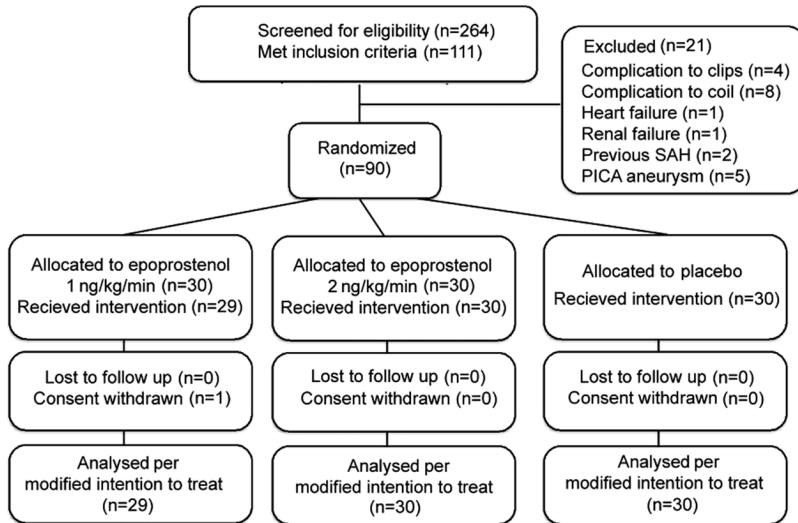 Screened for eligibility (n=264)
Met inclusion criteria (n=111)
Excluded (n=21)
Complication to clips (n=4)
Complication to coil (n=8)
Heart failure (n=1)
Renal failure (n=1)
Previous SAH (n=2)
PICA aneurysm (n=5)
Randomized
(n=90)
Allocated to epoprostenol
1 ng/kg/min (n=30)
Recieved intervention (n=29)
Allocated to epoprostenol
2 ng/kg/min (n=30)
Recieved intervention (n=30)
Allocated to placebo
Recieved intervention (n=30)
Lost to follow up (n=0)
Consent withdrawn (n=1)
Lost to follow up (n=0)
Consent withdrawn (n=0)
Lost to follow up (n=0)
Consent withdrawn (n=0)
Analysed per
modified intention to treat
(n=29)
Analysed per
modified intention to treat
(n=30)
Analysed per
modified intention to treat
(n=30)